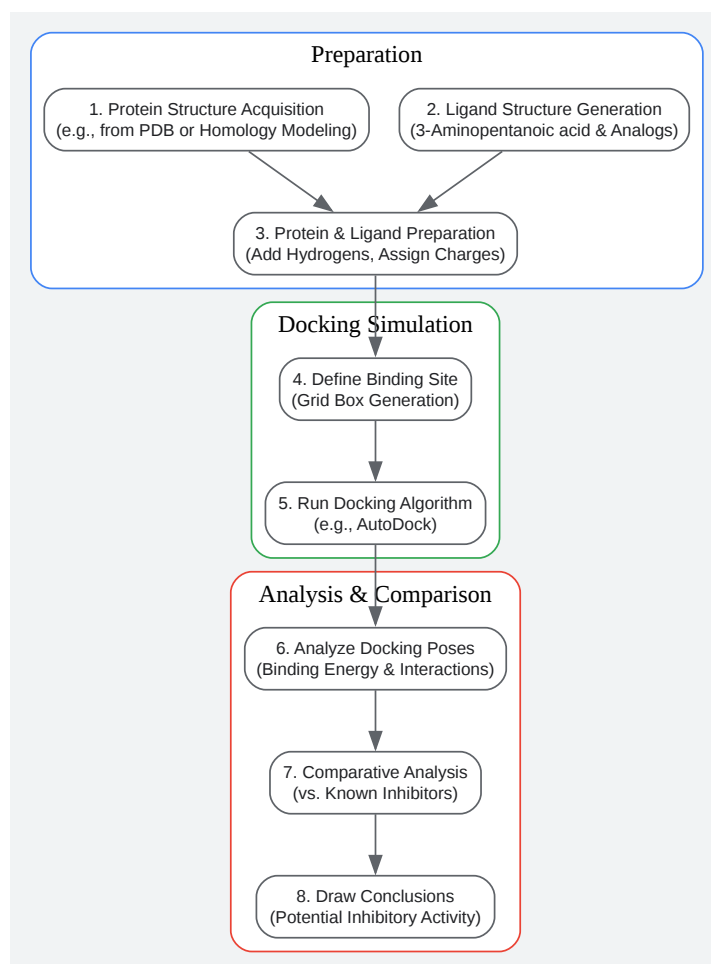 Preparation
1. Protein Structure Acquisition
(e.g., from PDB or Homology Modeling)
2. Ligand Structure Generation
(3-Aminopentanoic acid & Analogs)
3. Protein & Ligand Preparation
(Add Hydrogens, Assign Charges)
Docking Simulation
4. Define Binding Site
(Grid Box Generation)
5. Run Docking Algorithm
(e.g., AutoDock)
Analysis & Comparison
6. Analyze Docking Poses
(Binding Energy & Interactions)
7. Comparative Analysis
(vs. Known Inhibitors)
8. Draw Conclusions
(Potential Inhibitory Activity)